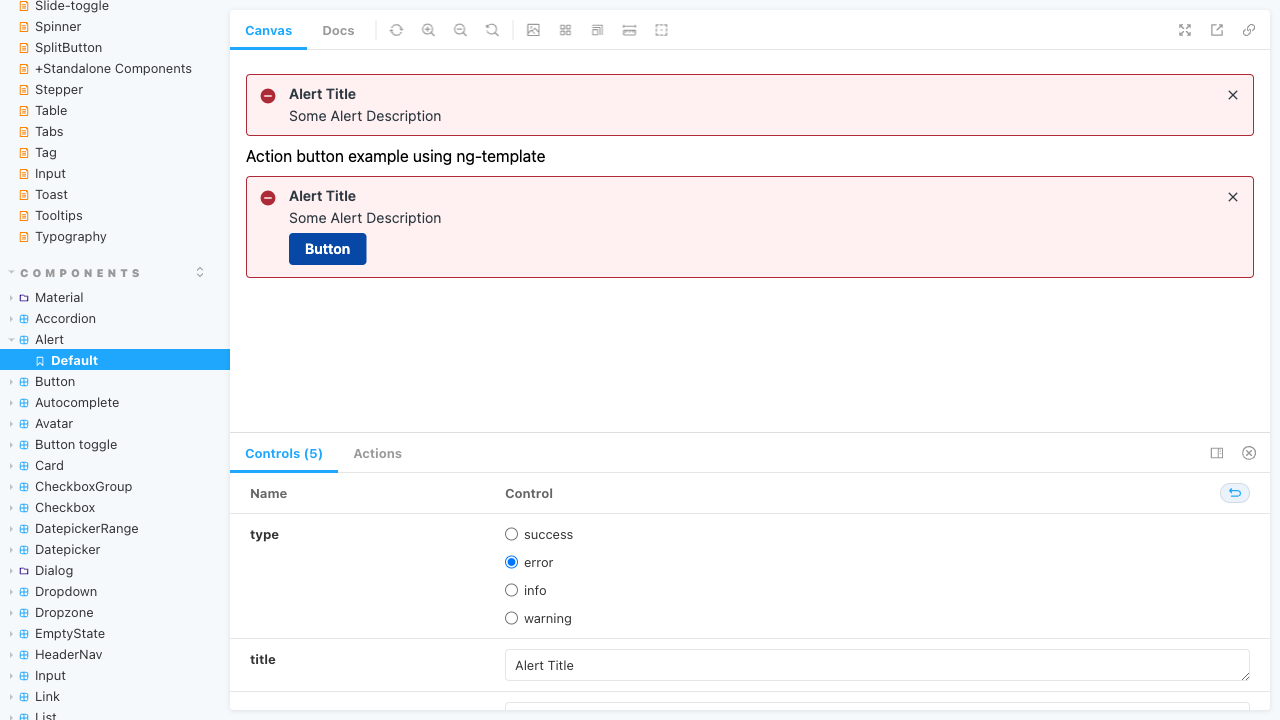 Slide-toggle
Spinner
SplitButton
+Standalone Components
Stepper
Table
Tabs
Tag
Input
Toast
Tooltips
Typography
COMPONENTS
Material
Accordion
Alert
Default
Button
Autocomplete
Avatar
Button toggle
Card
CheckboxGroup
Checkbox
DatepickerRange
Datepicker
Dialog
Dropdown
Dropzone
EmptyState
HeaderNav
Input
Link
List
Canvas Docs
Alert Title
Some Alert Description
Action button example using ng-template
Alert Title
Some Alert Description
Button
Controls (5) Actions
Name Control
type
success
error
info
warning
title Alert Title